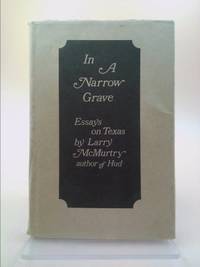 In
A
Narrow
Grave
Essays
on Texas
by Larry
McMurtry
author of Hud